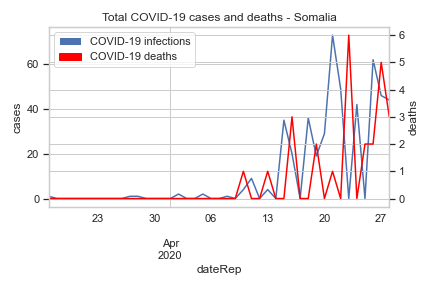 Total COVID-19 cases and deaths - Somalia
COVID-19 infections
COVID-19 deaths
60
40
20
0
cases
6
5
4
3
2
1
0
deaths
23
30
06
13
20
27
Apr
2020
dateRep